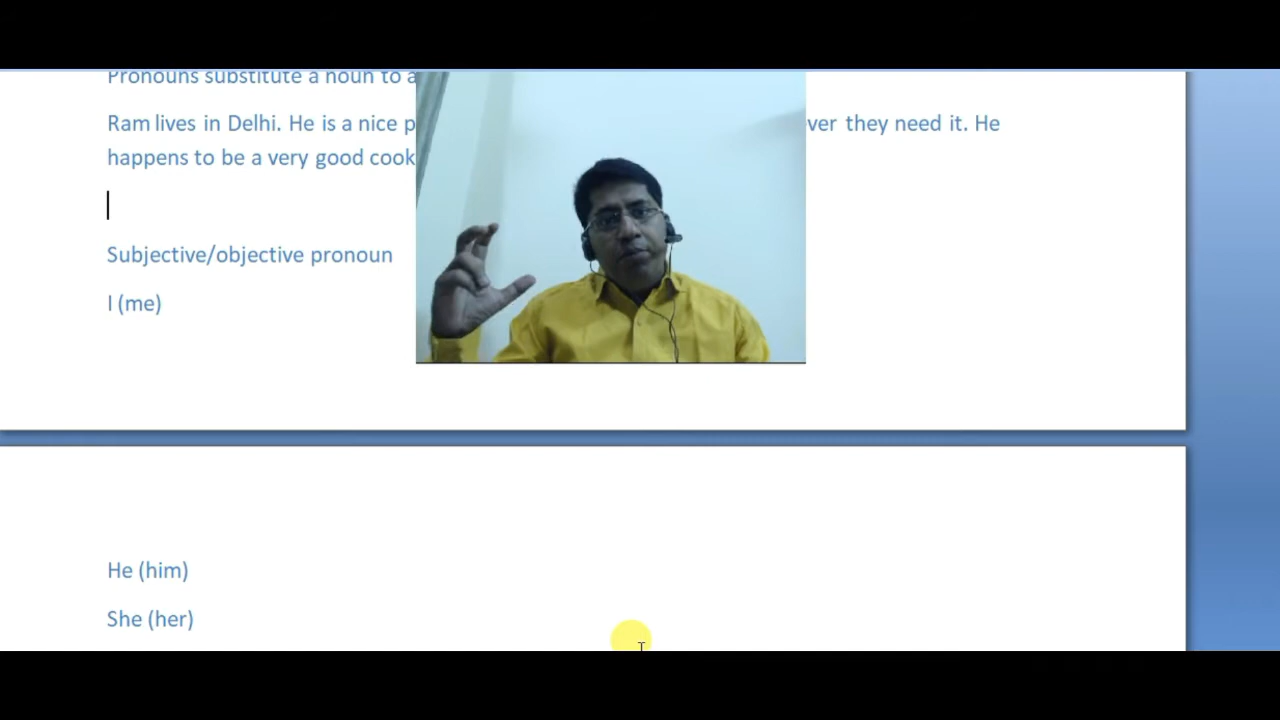 Pronouns substitute a noun to a
Ram lives in Delhi. He is a nice p ver they need it. He
happens to be a very good cook
Subjective/objective pronoun
I (me)
He (him)
She (her)